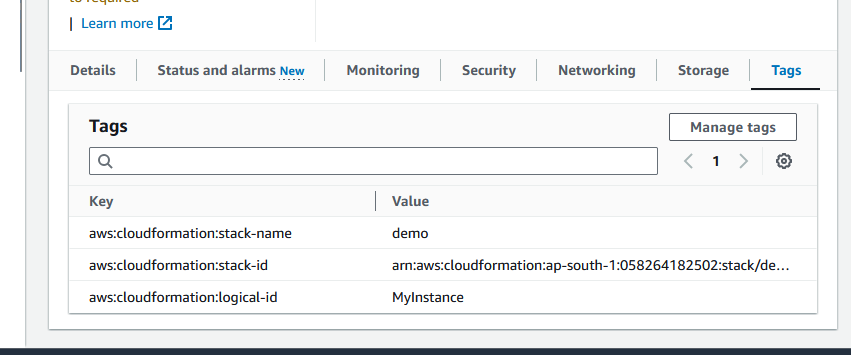 to required
Learn more
Details Status and alarms New Monitoring Security Networking Storage Tags
Tags
Manage tags
1
Key Value
aws:cloudformation:stack-name demo
aws:cloudformation:stack-id arn:aws:cloudformation:ap-south-1:058264182502:stack/de...
aws:cloudformation:logical-id MyInstance